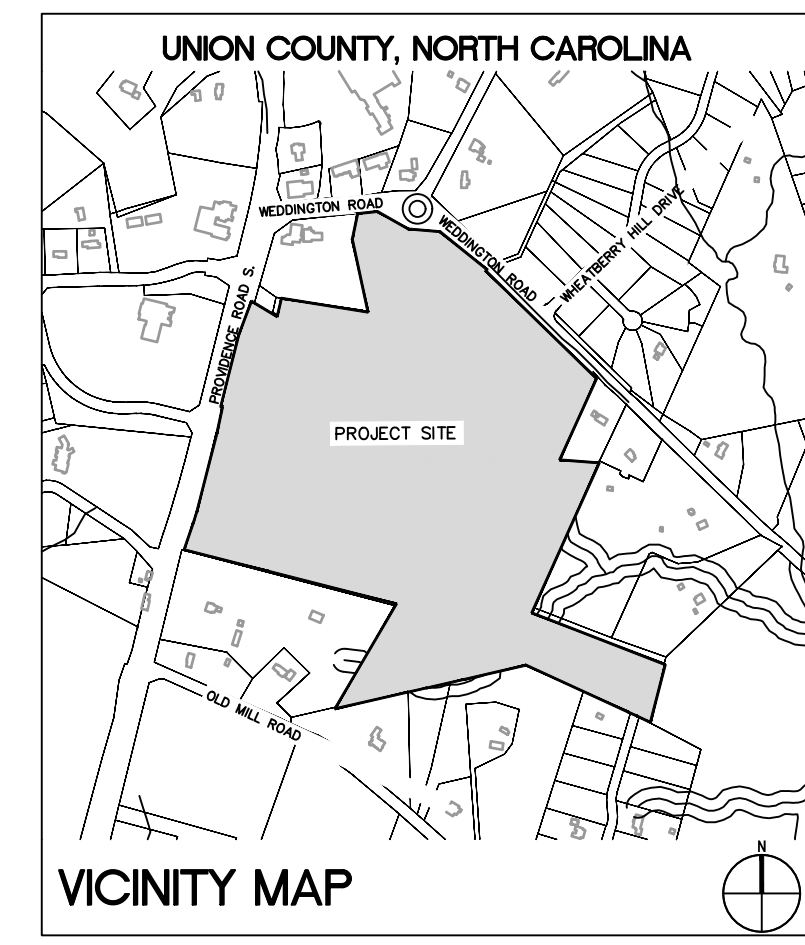 UNION COUNTY, NORTH CAROLINA
WEDDINGTON ROAD
WEDDINGTON ROAD
WHEATBERRY HILL DRIVE
PROVIDENCE ROAD S.
PROJECT SITE
OLD MILL ROAD
VICINITY MAP
N